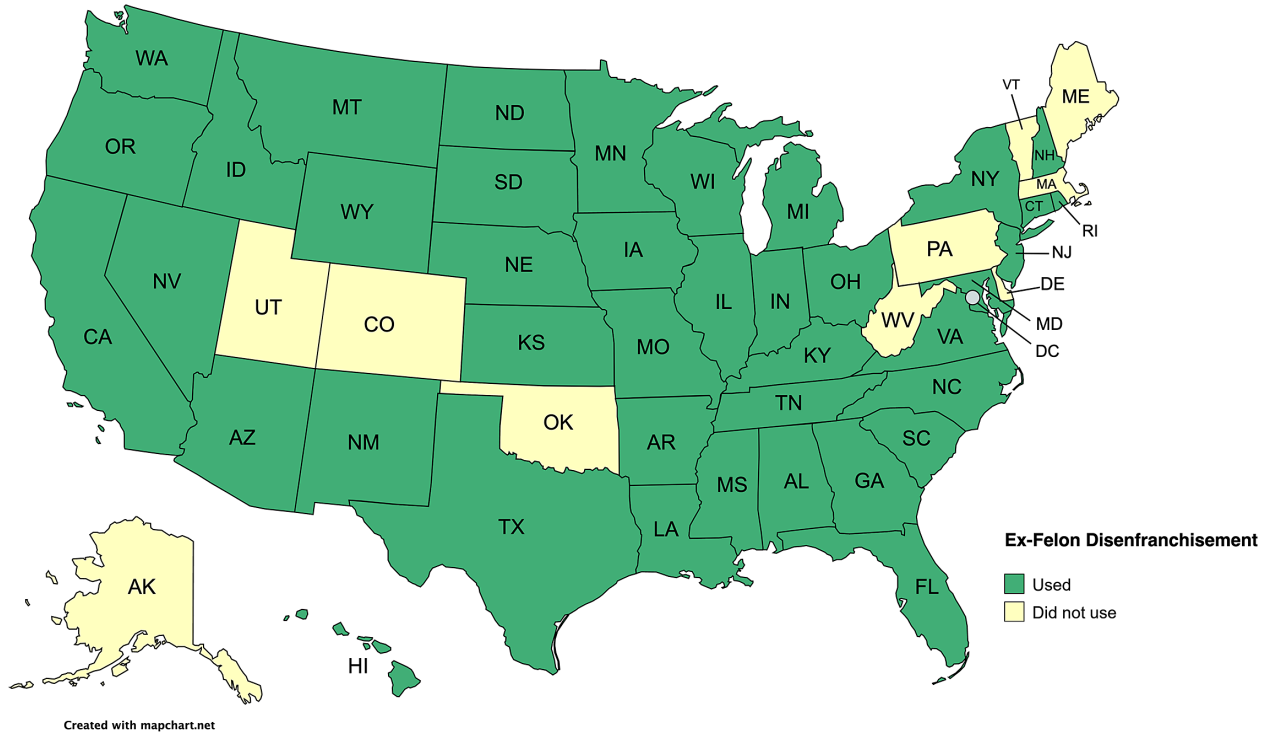 WA
MT
ND
MN
VT
ME
OR
ID
SD
WI
NH
NY
MA
WY
MI
CT
RI
IA
PA
NJ
NE
NV
OH
DE
UT
IL
IN
CO
WV
MD
CA
KS
MO
VA
KY
DC
NC
TN
OK
AZ
NM
AR
SC
MS
AL
GA
TX
LA
Ex-Felon Disenfranchisement
AK
FL
Used
Did not use
HI
Created with mapchart.net